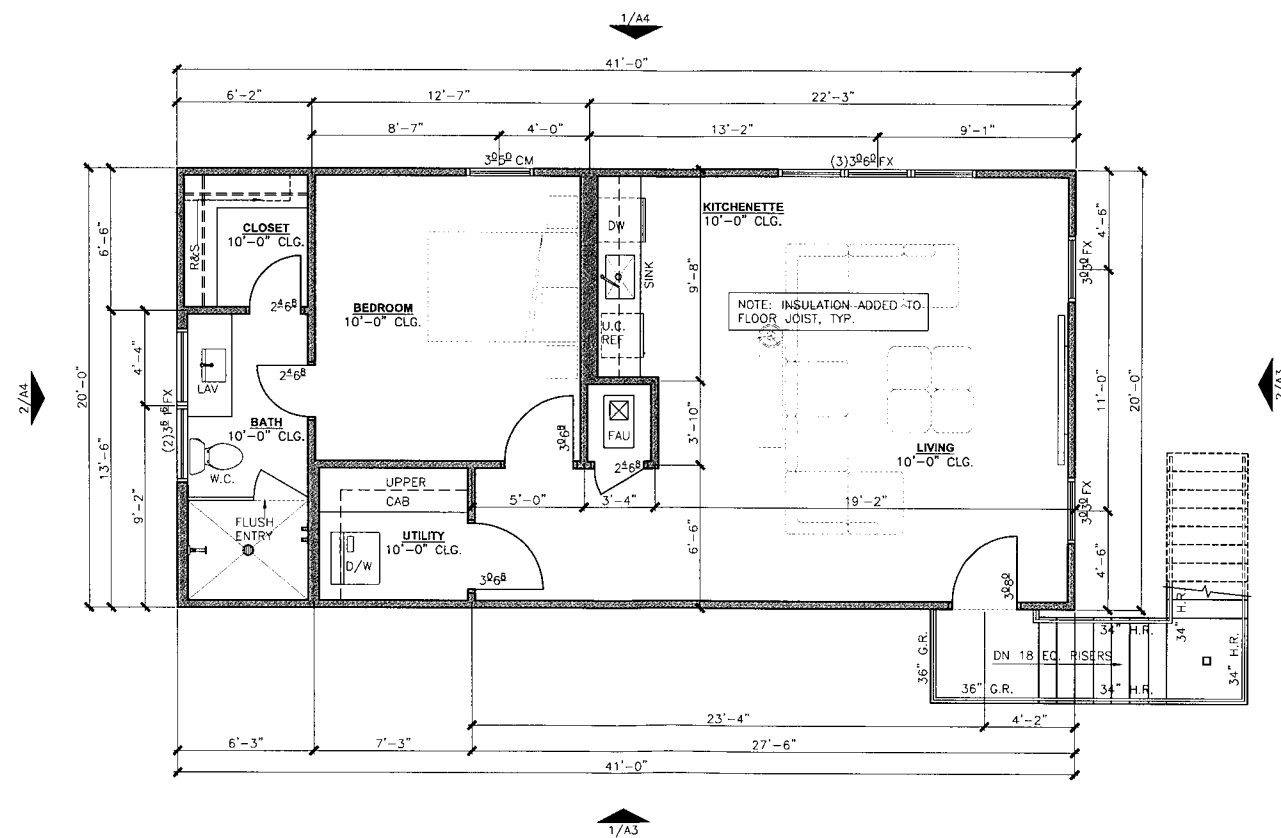 1/A4
41'-0"
6'-2"
12'-7"
22'-3"
8'-7"
4'-0"
13'-2"
9'-1"
3⁰5⁰ CM
(3)3⁰6⁰FX
KITCHENETTE
10'-0" CLG.
CLOSET
10'-0" CLG.
R&S
DW
SINK
U.C.
REF
6'-6"
4'-6"
3⁰3⁰FX
9'-8"
NOTE: INSULATION ADDED TO
FLOOR JOIST, TYP.
BEDROOM
10'-0" CLG.
2⁴6⁸
2⁴6⁸
4'-4"
LAV
20'-0"
2/A4
(2)3⁶1⁶FX
BATH
10'-0" CLG.
W.C.
13'-6"
9'-2"
FLUSH
ENTRY
3⁰6⁸
FAU
2⁴6⁸
3'-10"
11'-0"
20'-0"
2/A3
LIVING
10'-0" CLG.
UPPER
CAB
5'-0"
3'-4"
19'-2"
3⁰3⁰FX
UTILITY
10'-0" CLG.
D/W
3⁰6⁸
6'-6"
4'-6"
3⁰8⁰
36" G.R.
DN 18 EQ. RISERS
36" G.R.
34" H.R.
34" H.R.
34" H.R.
34" H.R.
23'-4"
4'-2"
6'-3"
7'-3"
27'-6"
41'-0"
1/A3